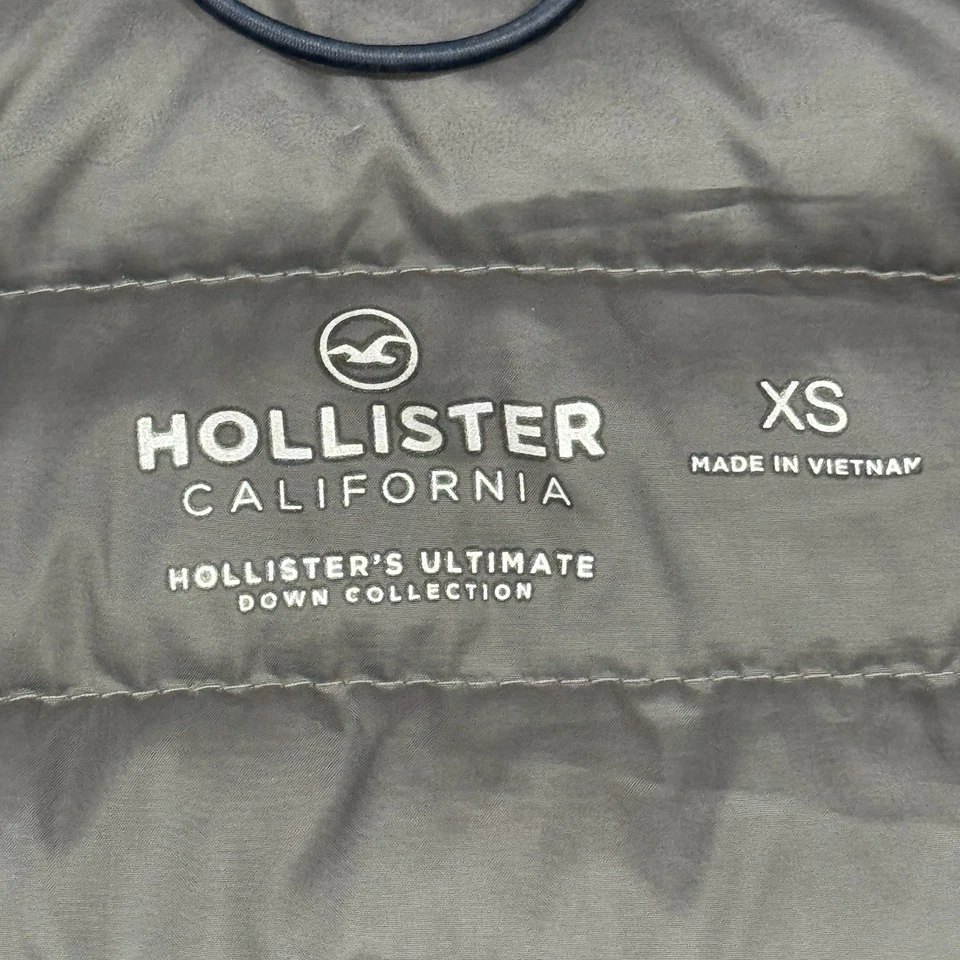 HOLLISTER
CALIFORNIA
HOLLISTER'S ULTIMATE
DOWN COLLECTION
XS
MADE IN VIETNAM